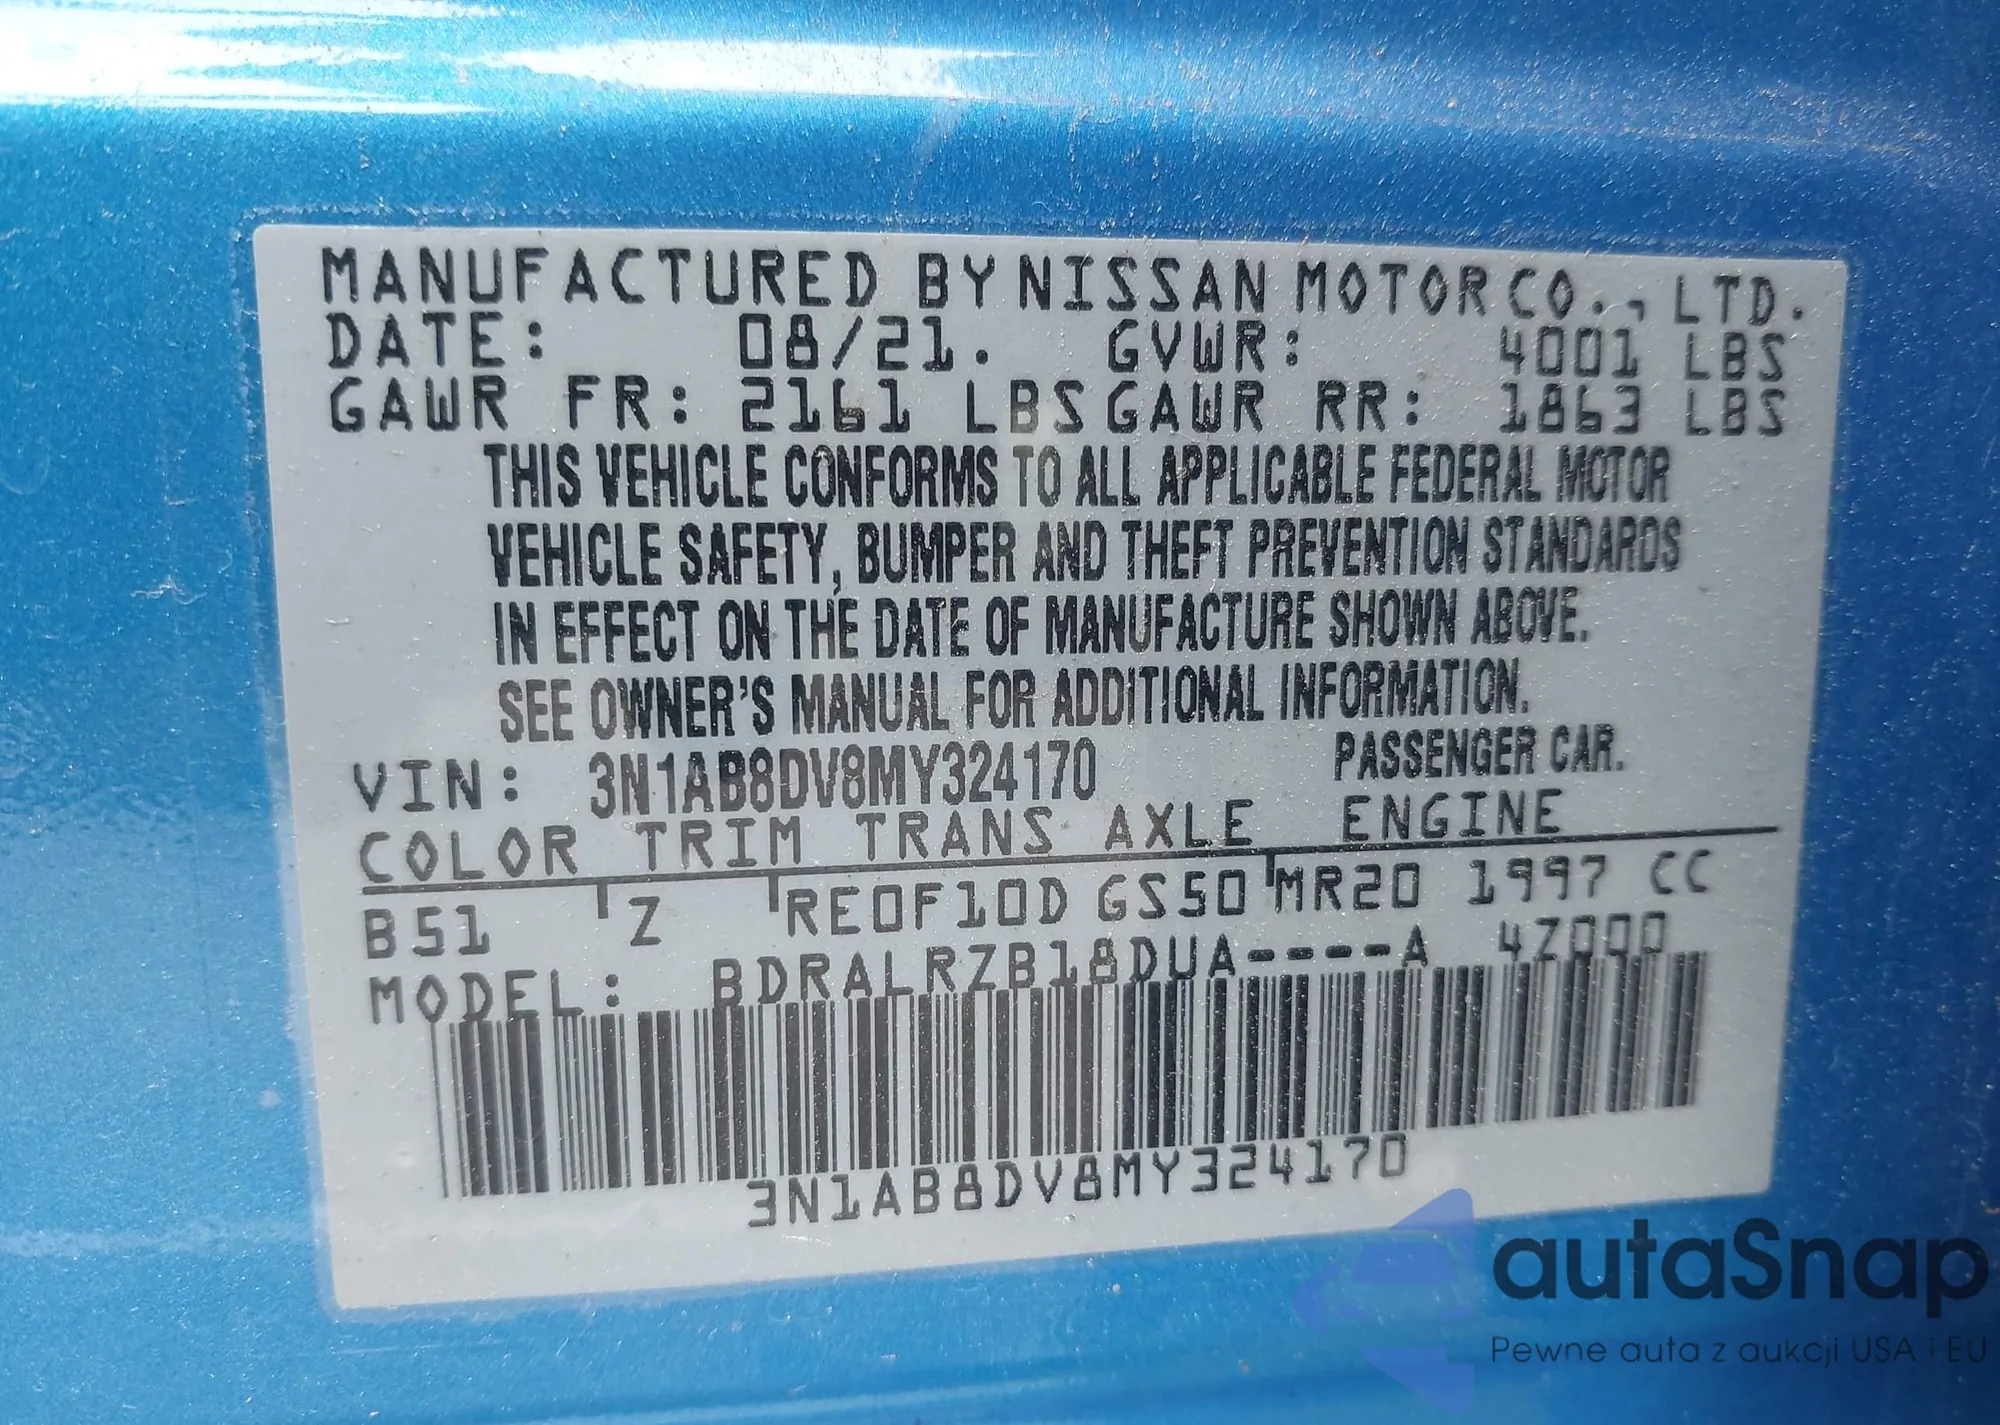 MANUFACTURED BY NISSAN MOTOR CO., LTD.
DATE: 08/21. GVWR: 4001 LBS
GAWR FR: 2161 LBS GAWR RR: 1863 LBS
THIS VEHICLE CONFORMS TO ALL APPLICABLE FEDERAL MOTOR
VEHICLE SAFETY, BUMPER AND THEFT PREVENTION STANDARDS
IN EFFECT ON THE DATE OF MANUFACTURE SHOWN ABOVE.
SEE OWNER'S MANUAL FOR ADDITIONAL INFORMATION.
VIN: 3N1AB8DV8MY324170 PASSENGER CAR.
COLOR TRIM TRANS AXLE ENGINE
B51 Z RE0F10D GS50 MR20 1997 CC
MODEL: BDRALRZB18DUA----A 4Z000
3N1AB8DV8MY324170
autaSnap
Pewne auta z aukcji USA i EU